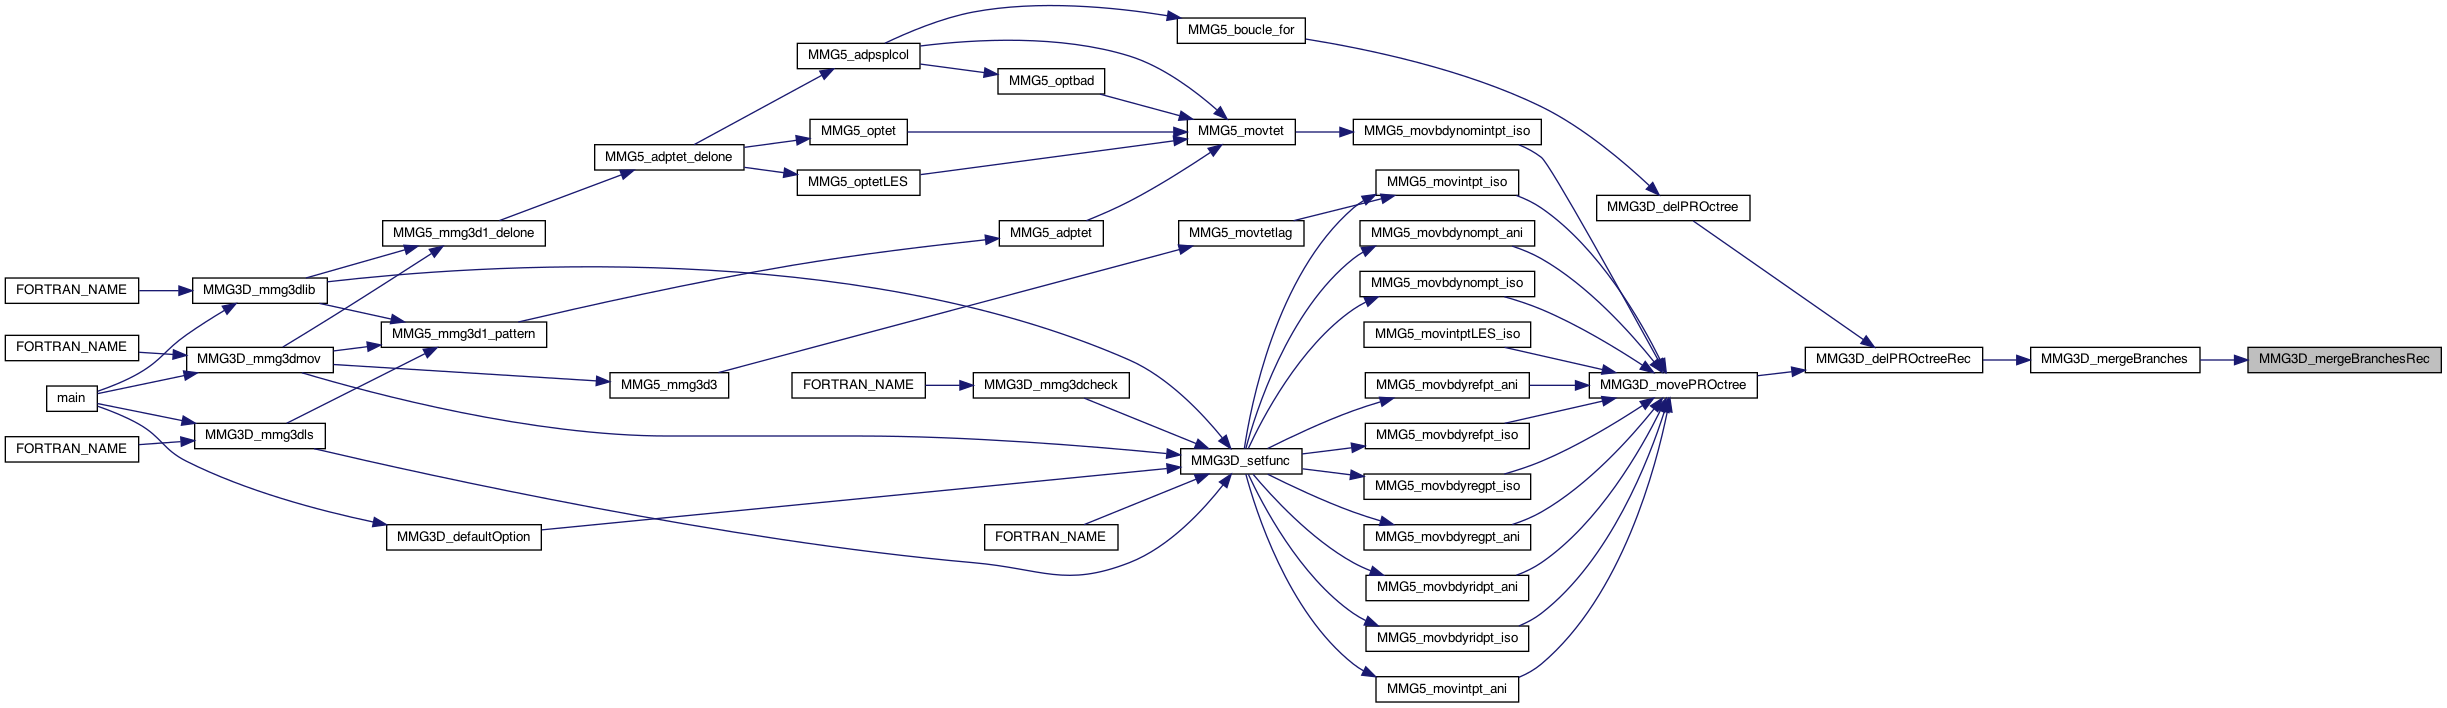 MMG5_boucle_for
MMG5_adpsplcol
MMG5_optbad
MMG5_optet
MMG5_movtet
MMG5_movbdynomintpt_iso
MMG5_adptet_delone
MMG5_optetLES
MMG5_movintpt_iso
MMG3D_delPROctree
MMG5_mmg3d1_delone
MMG5_adptet
MMG5_movtetlag
MMG5_movbdynompt_ani
FORTRAN_NAME
MMG3D_mmg3dlib
MMG5_movbdynompt_iso
FORTRAN_NAME
MMG5_mmg3d1_pattern
MMG5_movintptLES_iso
MMG3D_mmg3dmov
MMG3D_delPROctreeRec
MMG3D_mergeBranches
MMG3D_mergeBranchesRec
main
MMG5_mmg3d3
FORTRAN_NAME
MMG3D_mmg3dcheck
MMG5_movbdyrefpt_ani
MMG3D_movePROctree
MMG3D_mmg3dls
MMG5_movbdyrefpt_iso
FORTRAN_NAME
MMG3D_setfunc
MMG5_movbdyregpt_iso
MMG3D_defaultOption
FORTRAN_NAME
MMG5_movbdyregpt_ani
MMG5_movbdyridpt_ani
MMG5_movbdyridpt_iso
MMG5_movintpt_ani